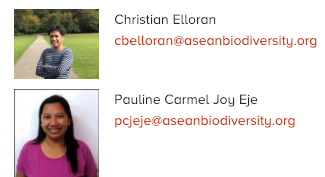 Christian Elloran
cbelloran@aseanbiodiversity.org
Pauline Carmel Joy Eje
pcjeje@aseanbiodiversity.org